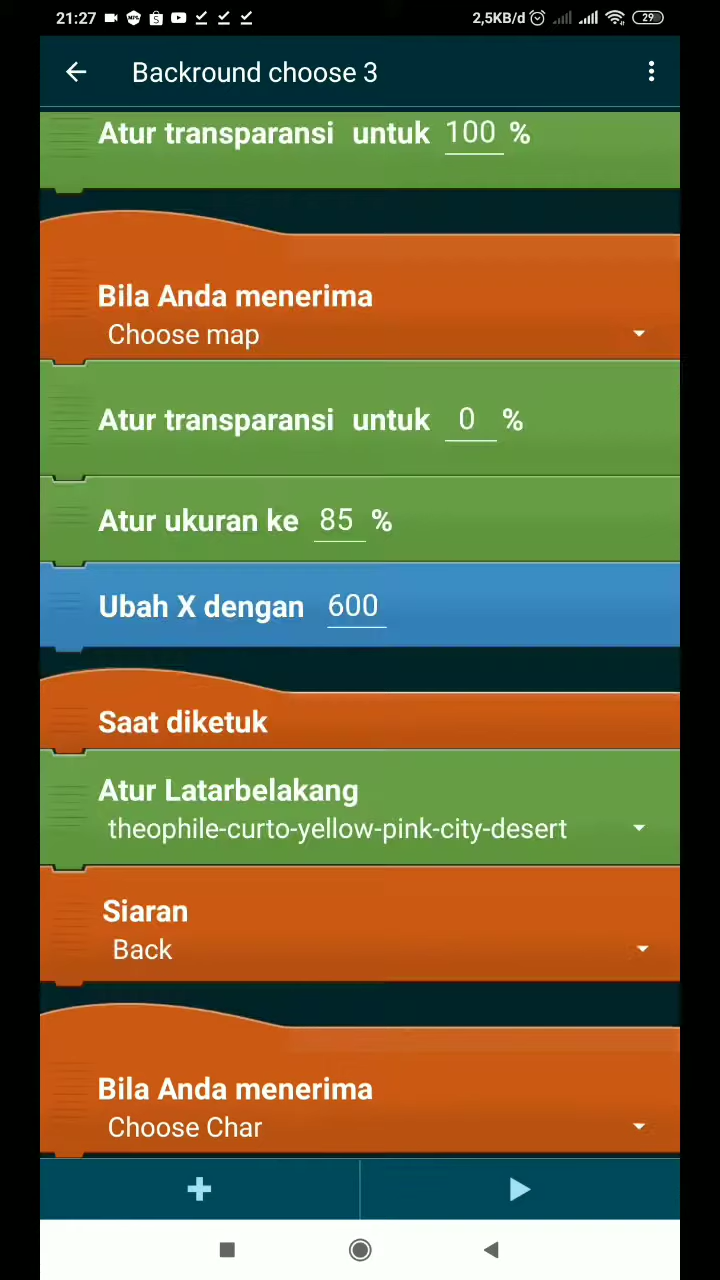 21:27 2,5KB/d 29
Backround choose 3
Atur transparansi untuk 100 %
Bila Anda menerima
Choose map
Atur transparansi untuk 0 %
Atur ukuran ke 85 %
Ubah X dengan 600
Saat diketuk
Atur Latarbelakang
theophile-curto-yellow-pink-city-desert
Siaran
Back
Bila Anda menerima
Choose Char